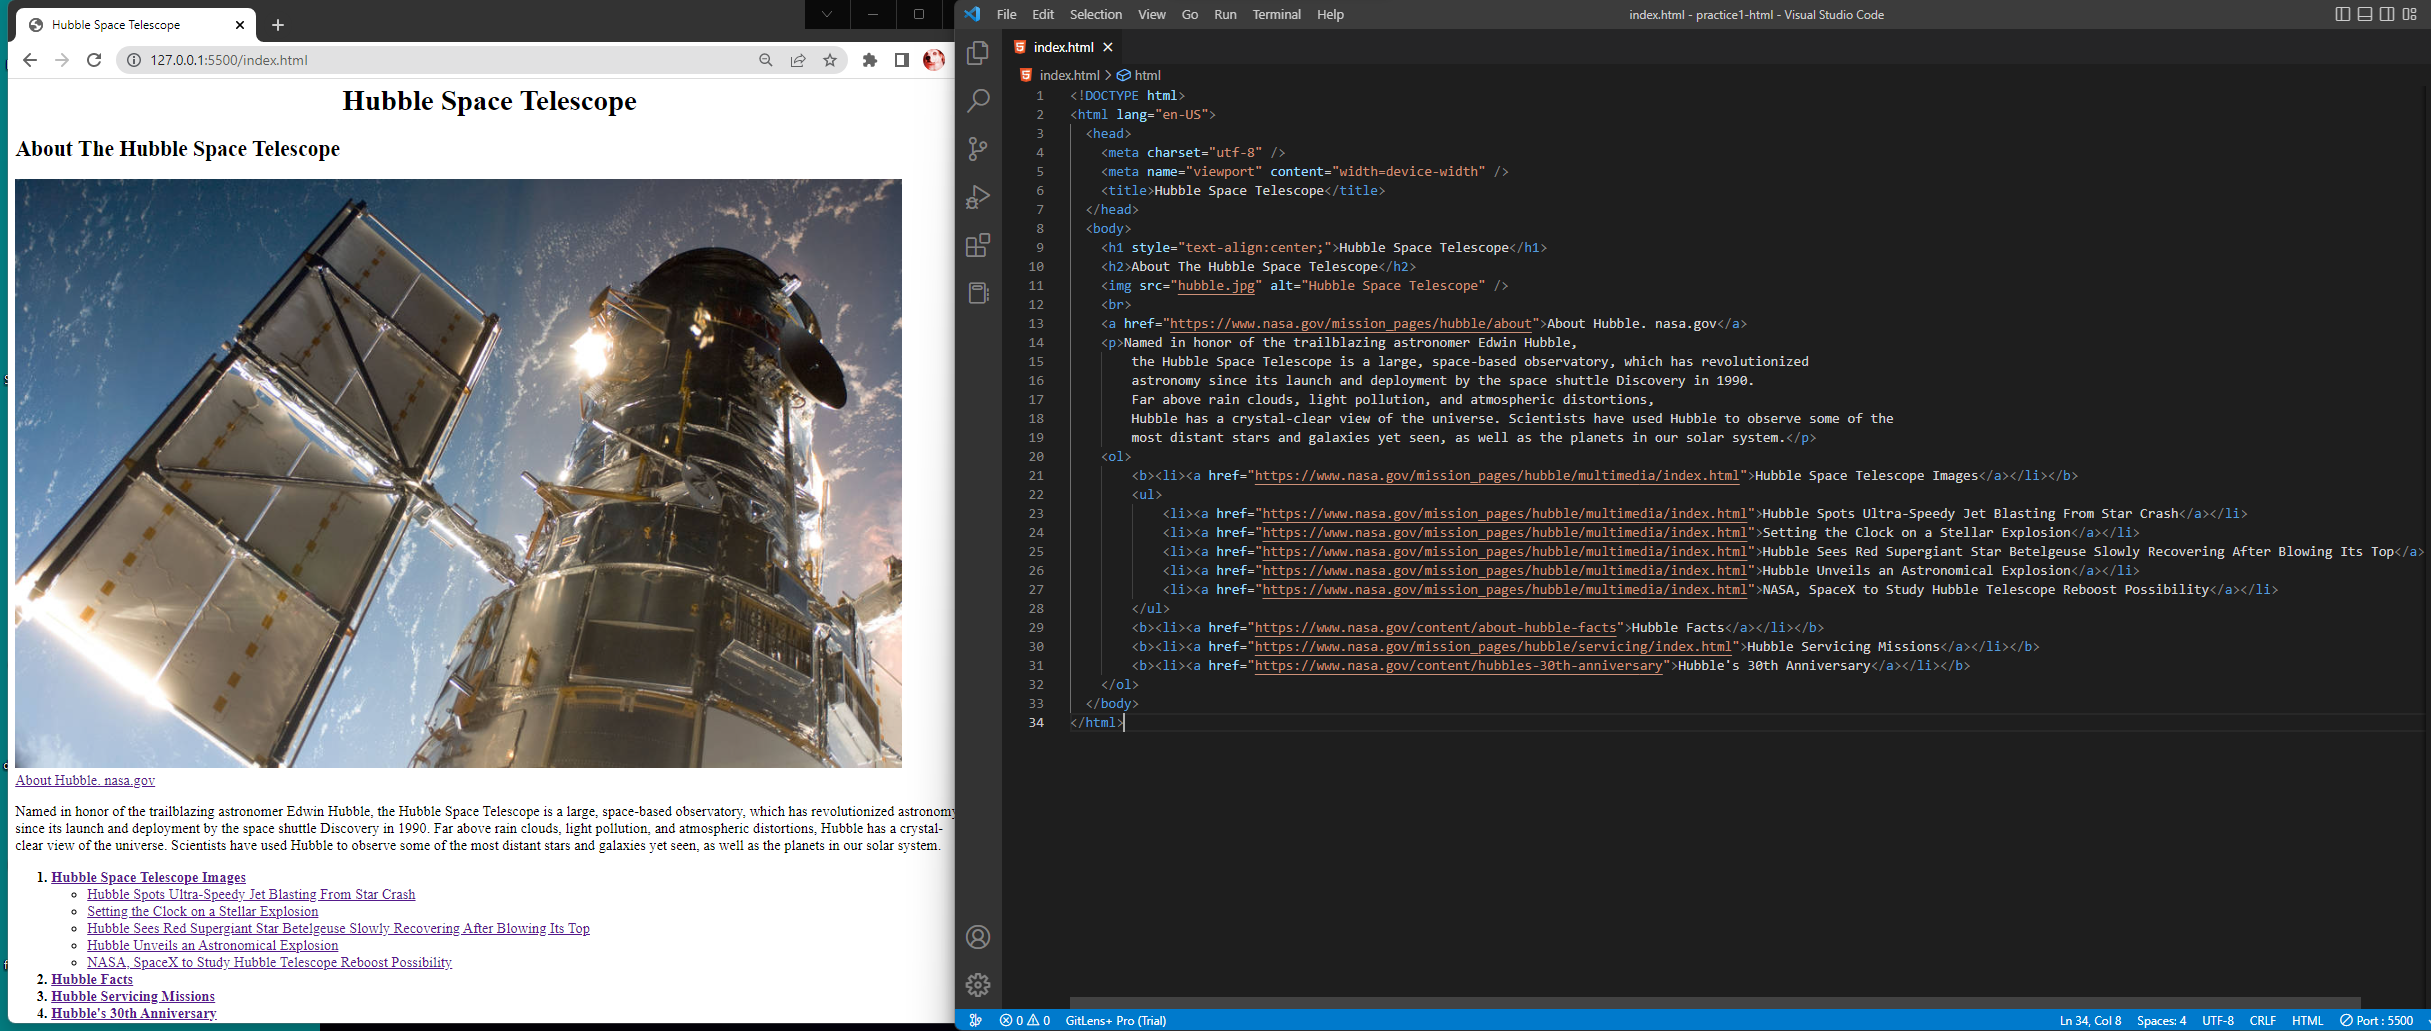 Hubble Space Telescope
127.0.0.1:5500/index.html
Hubble Space Telescope
About The Hubble Space Telescope
About Hubble. nasa.gov
Named in honor of the trailblazing astronomer Edwin Hubble, the Hubble Space Telescope is a large, space-based observatory, which has revolutionized astronomy
since its launch and deployment by the space shuttle Discovery in 1990. Far above rain clouds, light pollution, and atmospheric distortions, Hubble has a crystal-
clear view of the universe. Scientists have used Hubble to observe some of the most distant stars and galaxies yet seen, as well as the planets in our solar system.
1. Hubble Space Telescope Images
Hubble Spots Ultra-Speedy Jet Blasting From Star Crash
Setting the Clock on a Stellar Explosion
Hubble Sees Red Supergiant Star Betelgeuse Slowly Recovering After Blowing Its Top
Hubble Unveils an Astronomical Explosion
NASA, SpaceX to Study Hubble Telescope Reboost Possibility
2. Hubble Facts
3. Hubble Servicing Missions
4. Hubble's 30th Anniversary
File Edit Selection View Go Run Terminal Help
index.html - practice1-html - Visual Studio Code
index.html
index.html > html
1 <!DOCTYPE html>
2 <html lang="en-US">
3 <head>
4 <meta charset="utf-8" />
5 <meta name="viewport" content="width=device-width" />
6 <title>Hubble Space Telescope</title>
7 </head>
8 <body>
9 <h1 style="text-align:center;">Hubble Space Telescope</h1>
10 <h2>About The Hubble Space Telescope</h2>
11 <img src="hubble.jpg" alt="Hubble Space Telescope" />
12 <br>
13 <a href="https://www.nasa.gov/mission_pages/hubble/about">About Hubble. nasa.gov</a>
14 <p>Named in honor of the trailblazing astronomer Edwin Hubble,
15 the Hubble Space Telescope is a large, space-based observatory, which has revolutionized
16 astronomy since its launch and deployment by the space shuttle Discovery in 1990.
17 Far above rain clouds, light pollution, and atmospheric distortions,
18 Hubble has a crystal-clear view of the universe. Scientists have used Hubble to observe some of the
19 most distant stars and galaxies yet seen, as well as the planets in our solar system.</p>
20 <ol>
21 <b><li><a href="https://www.nasa.gov/mission_pages/hubble/multimedia/index.html">Hubble Space Telescope Images</a></li></b>
22 <ul>
23 <li><a href="https://www.nasa.gov/mission_pages/hubble/multimedia/index.html">Hubble Spots Ultra-Speedy Jet Blasting From Star Crash</a></li>
24 <li><a href="https://www.nasa.gov/mission_pages/hubble/multimedia/index.html">Setting the Clock on a Stellar Explosion</a></li>
25 <li><a href="https://www.nasa.gov/mission_pages/hubble/multimedia/index.html">Hubble Sees Red Supergiant Star Betelgeuse Slowly Recovering After Blowing Its Top</a>
26 <li><a href="https://www.nasa.gov/mission_pages/hubble/multimedia/index.html">Hubble Unveils an Astronomical Explosion</a></li>
27 <li><a href="https://www.nasa.gov/mission_pages/hubble/multimedia/index.html">NASA, SpaceX to Study Hubble Telescope Reboost Possibility</a></li>
28 </ul>
29 <b><li><a href="https://www.nasa.gov/content/about-hubble-facts">Hubble Facts</a></li></b>
30 <b><li><a href="https://www.nasa.gov/mission_pages/hubble/servicing/index.html">Hubble Servicing Missions</a></li></b>
31 <b><li><a href="https://www.nasa.gov/content/hubbles-30th-anniversary">Hubble's 30th Anniversary</a></li></b>
32 </ol>
33 </body>
34 </html>
0 0 GitLens+ Pro (Trial)
Ln 34, Col 8 Spaces: 4 UTF-8 CRLF HTML Port : 5500